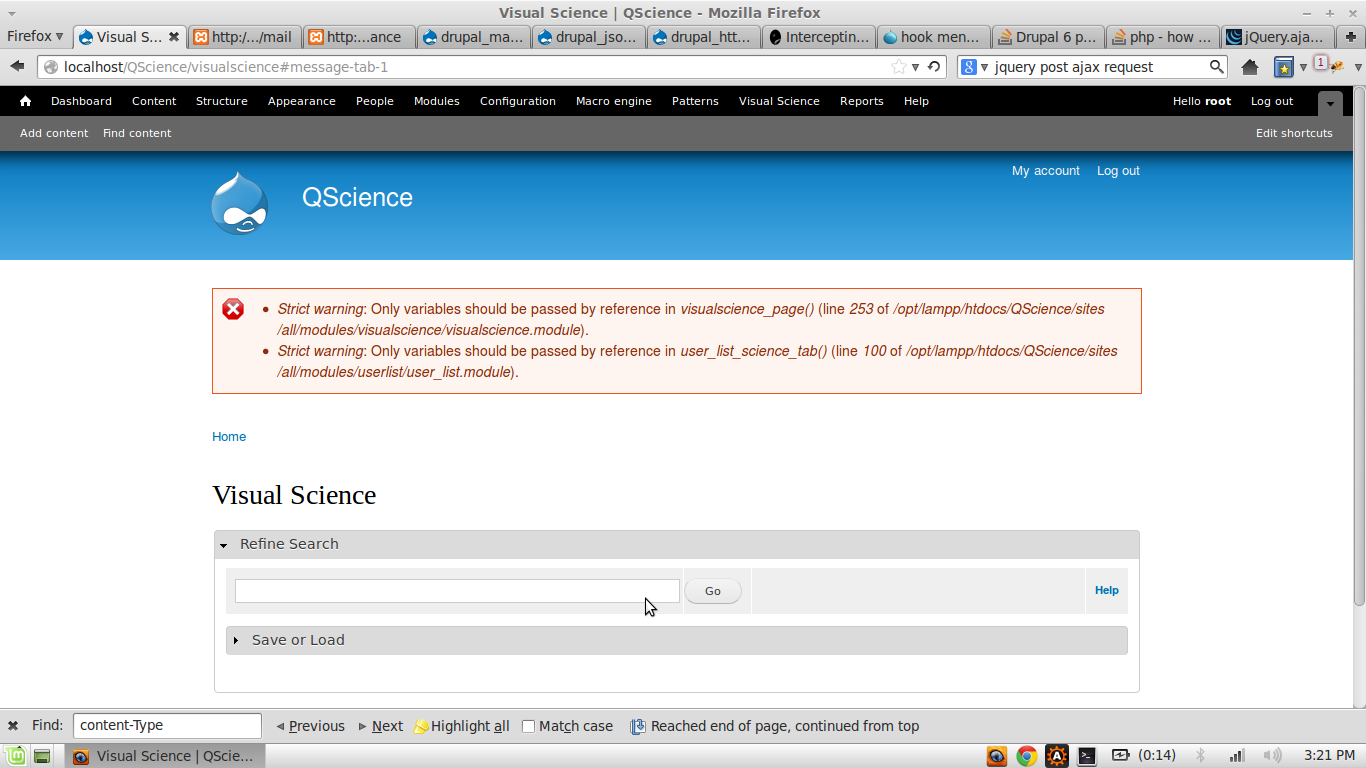 Visual Science | QScience - Mozilla Firefox
Firefox
Visual S...
http:/.../mail
http:...ance
drupal_ma...
drupal_jso...
drupal_htt...
Interceptin...
hook men...
Drupal 6 p...
php - how ...
jQuery.aja...
localhost/QScience/visualscience#message-tab-1
jquery post ajax request
1
Dashboard Content Structure Appearance People Modules Configuration Macro engine Patterns Visual Science Reports Help Hello root Log out
Add content Find content Edit shortcuts
My account Log out
QScience
Strict warning: Only variables should be passed by reference in visualscience_page() (line 253 of /opt/lampp/htdocs/QScience/sites
/all/modules/visualscience/visualscience.module).
Strict warning: Only variables should be passed by reference in user_list_science_tab() (line 100 of /opt/lampp/htdocs/QScience/sites
/all/modules/userlist/user_list.module).
Home
Visual Science
Refine Search
Go Help
Save or Load
Find: content-Type Previous Next Highlight all Match case Reached end of page, continued from top
Visual Science | QScie... (0:14) 3:21 PM